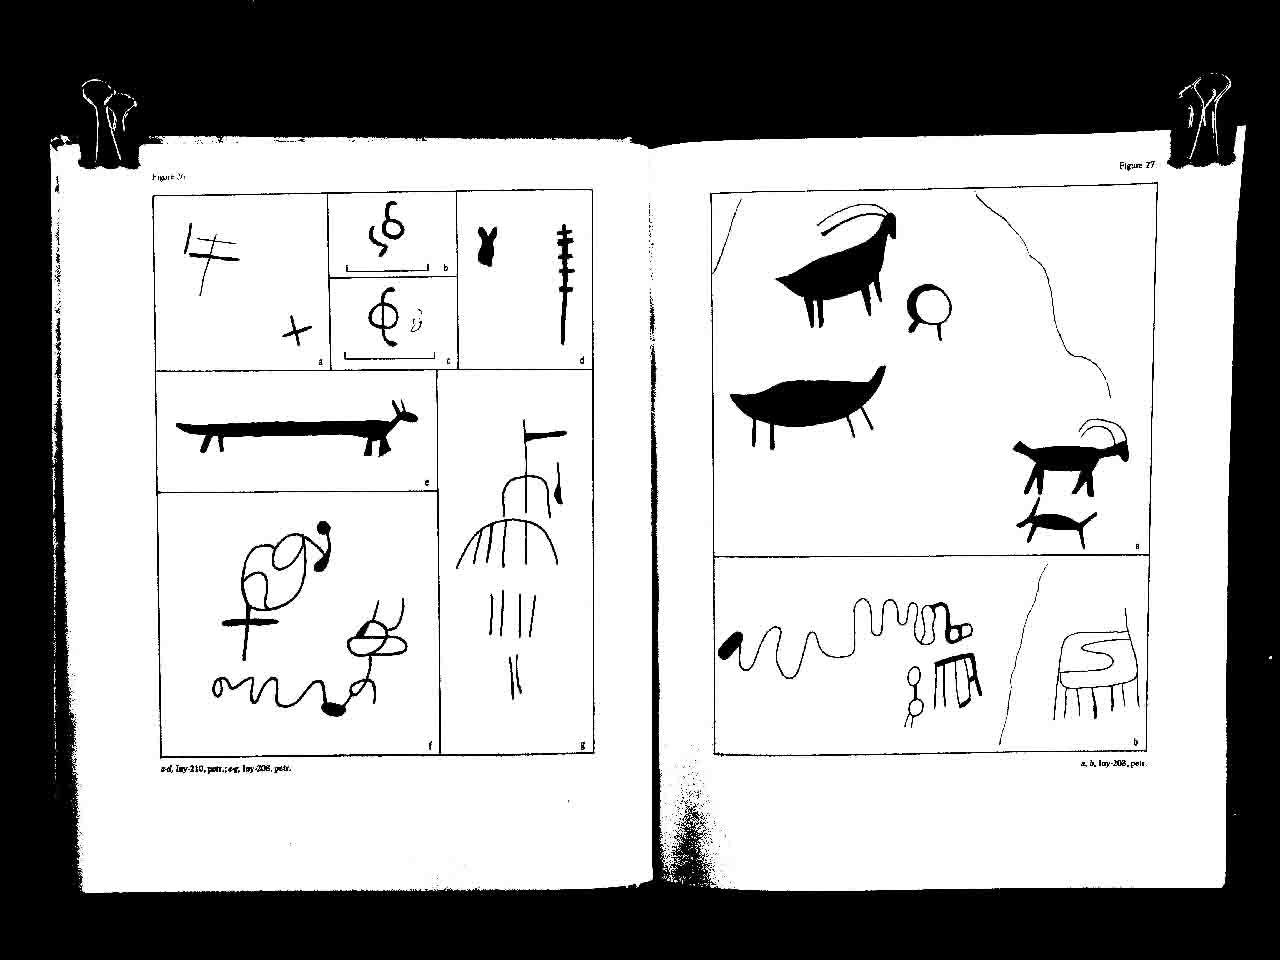 Figure 26
a
b
c
d
e
f
g
a-d, Iny-210, petr.; e-g, Iny-208, petr.
Figure 27
a
b
a, b, Iny-208, petr.